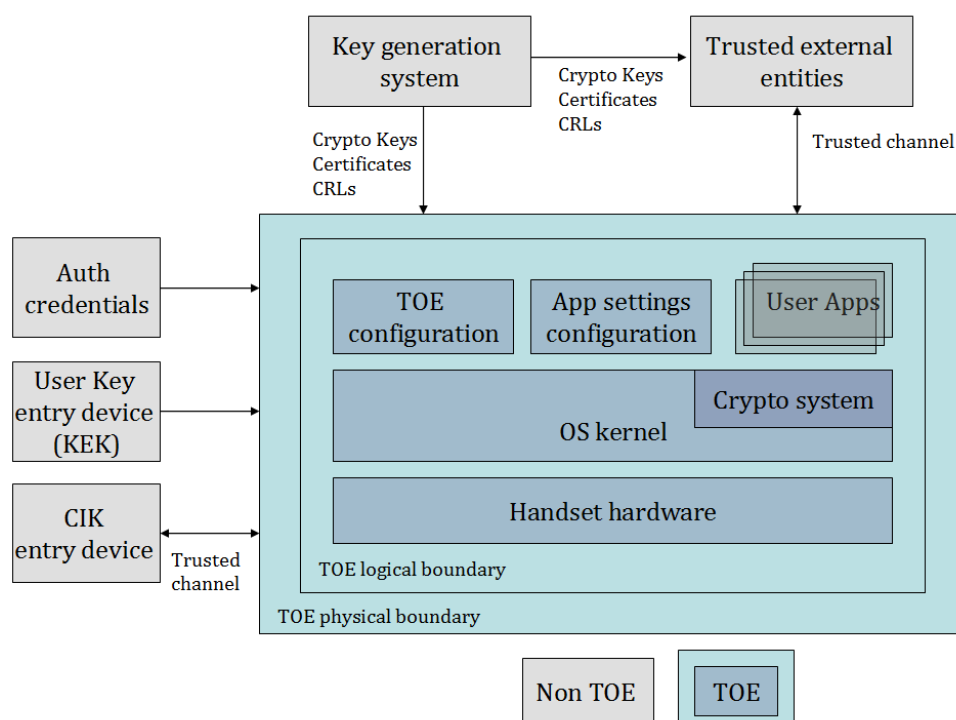 Key generation
system
Trusted external
entities
Crypto Keys
Certificates
CRLs
Crypto Keys
Certificates
CRLs
Trusted channel
Auth
credentials
TOE
configuration
App settings
configuration
User Apps
User Key
entry device
(KEK)
Crypto system
OS kernel
CIK
entry device
Trusted
channel
Handset hardware
TOE logical boundary
TOE physical boundary
Non TOE
TOE